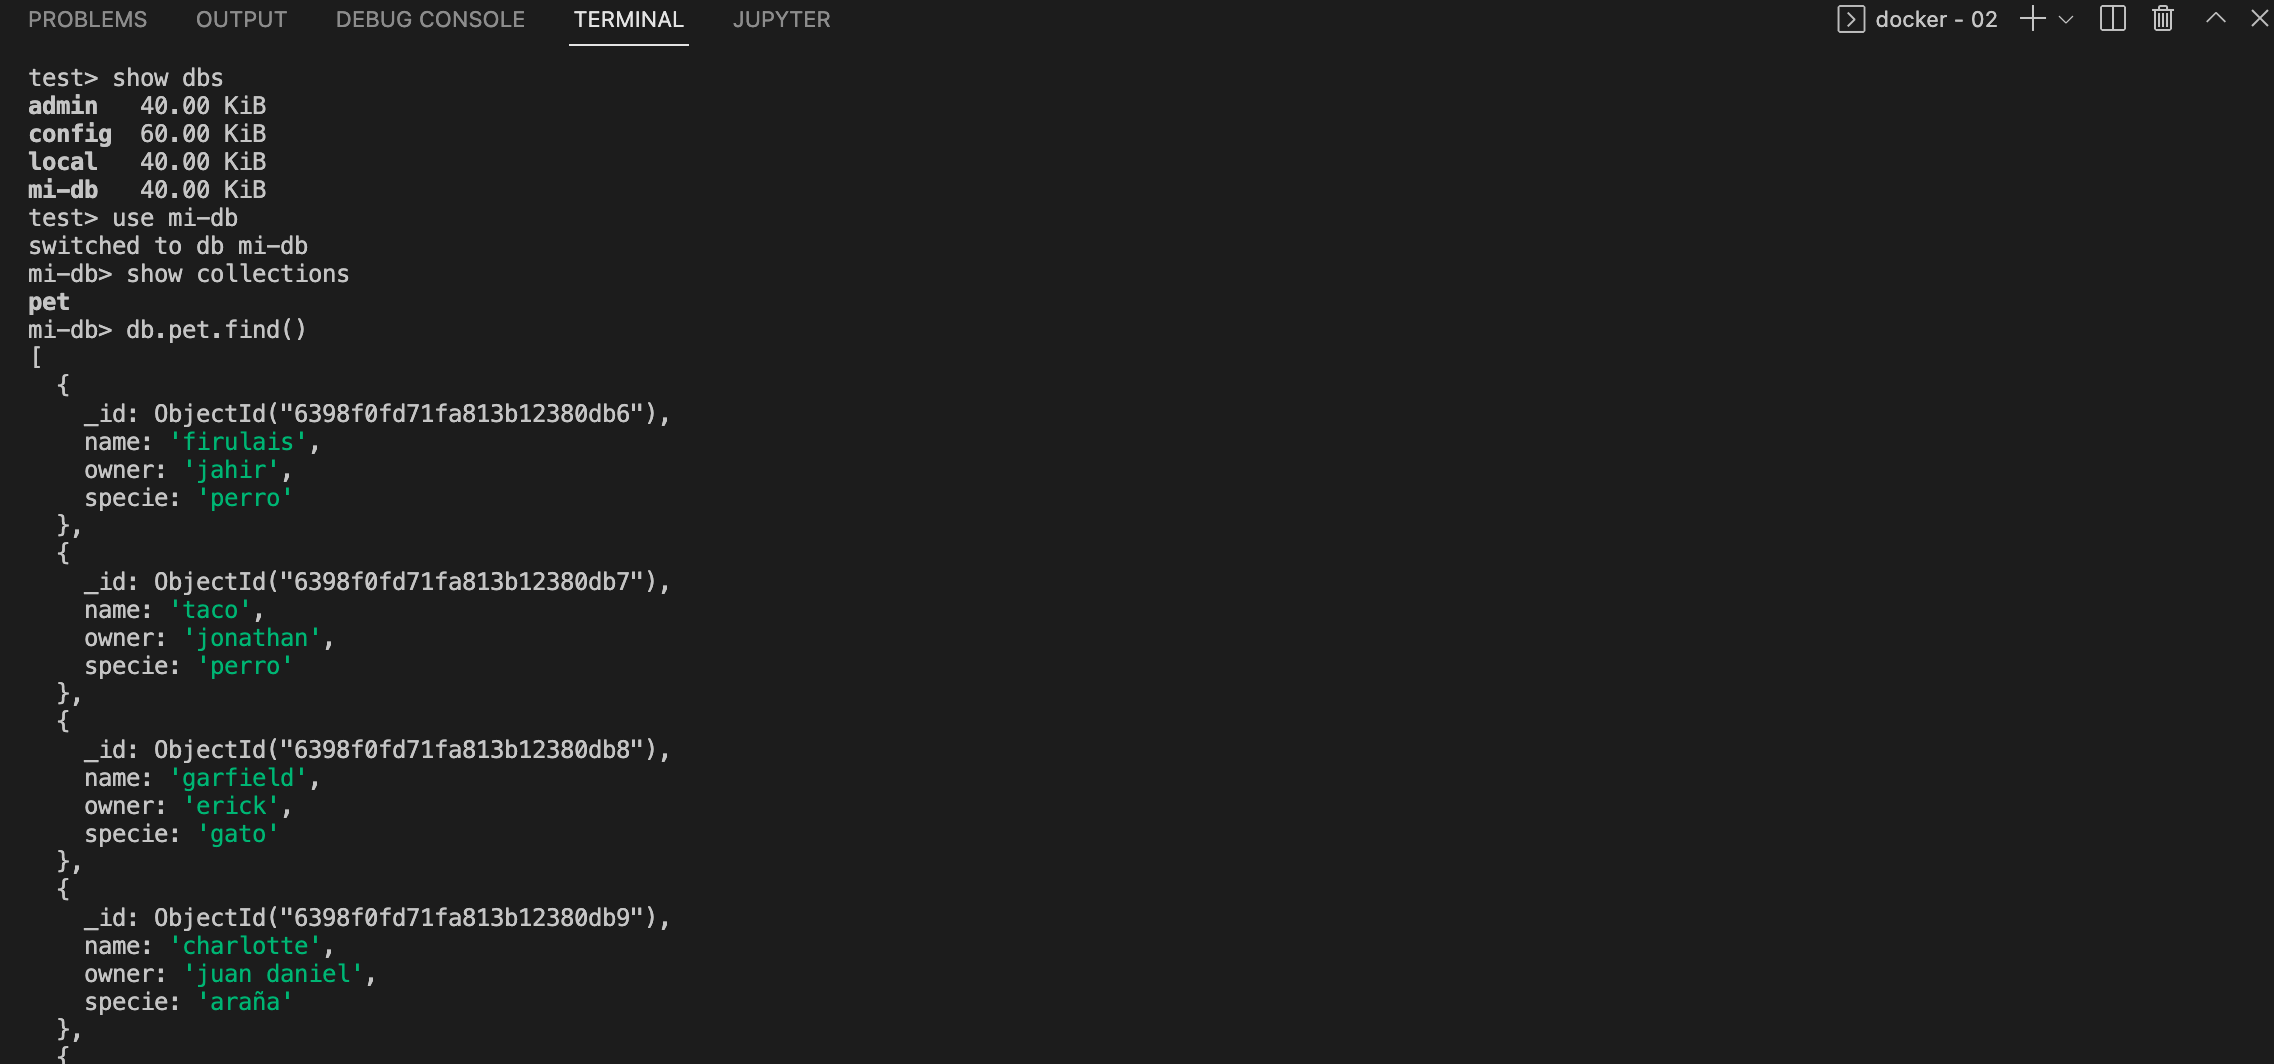 PROBLEMS OUTPUT DEBUG CONSOLE TERMINAL JUPYTER docker - 02
test> show dbs
admin   40.00 KiB
config  60.00 KiB
local   40.00 KiB
mi-db   40.00 KiB
test> use mi-db
switched to db mi-db
mi-db> show collections
pet
mi-db> db.pet.find()
[
  {
    _id: ObjectId("6398f0fd71fa813b12380db6"),
    name: 'firulais',
    owner: 'jahir',
    specie: 'perro'
  },
  {
    _id: ObjectId("6398f0fd71fa813b12380db7"),
    name: 'taco',
    owner: 'jonathan',
    specie: 'perro'
  },
  {
    _id: ObjectId("6398f0fd71fa813b12380db8"),
    name: 'garfield',
    owner: 'erick',
    specie: 'gato'
  },
  {
    _id: ObjectId("6398f0fd71fa813b12380db9"),
    name: 'charlotte',
    owner: 'juan daniel',
    specie: 'araña'
  },
  {